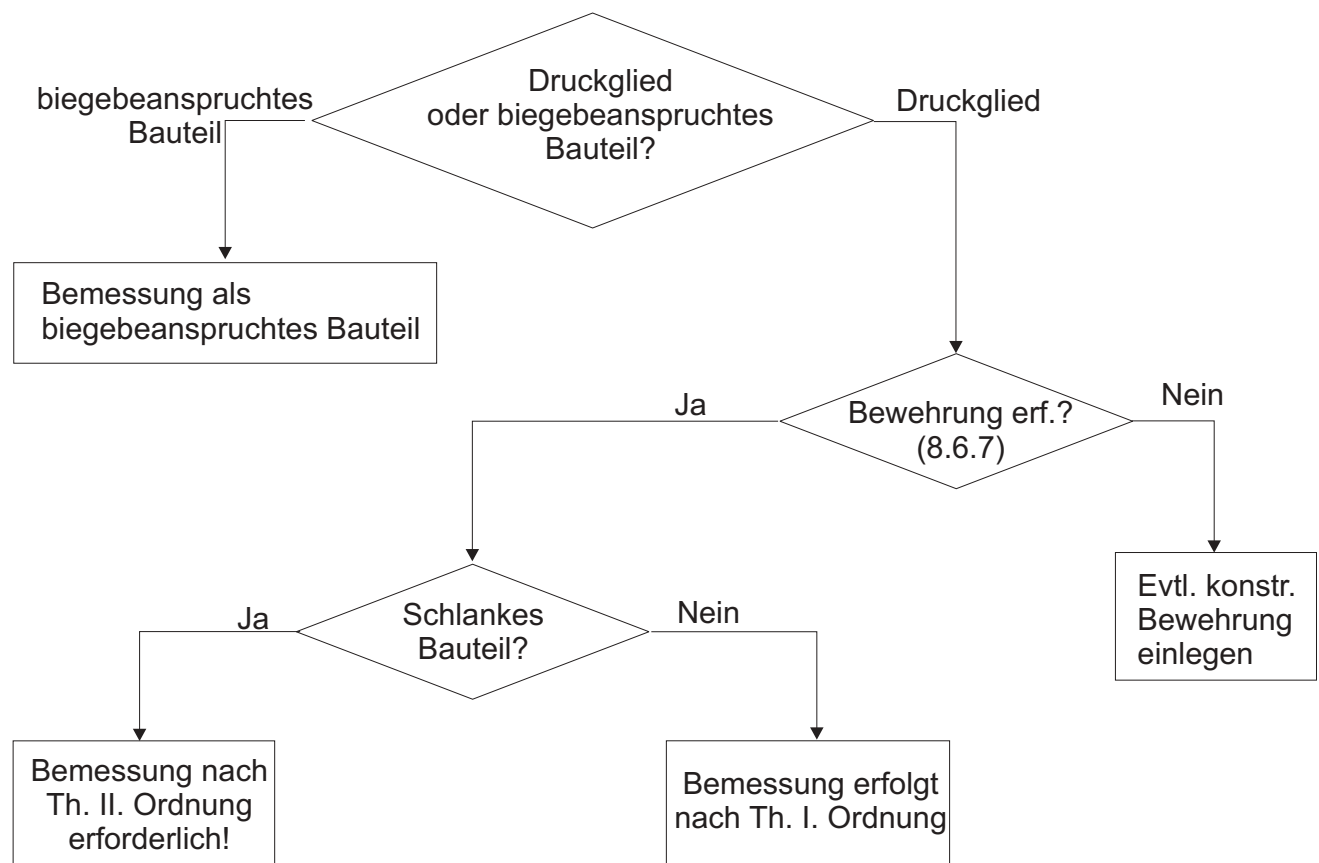 Druckglied
oder biegebeanspruchtes
Bauteil?
biegebeanspruchtes
Bauteil
Druckglied
Bemessung als
biegebeanspruchtes Bauteil
Bewehrung erf.?
(8.6.7)
Ja
Nein
Schlankes
Bauteil?
Ja
Nein
Evtl. konstr.
Bewehrung
einlegen
Bemessung nach
Th. II. Ordnung
erforderlich!
Bemessung erfolgt
nach Th. I. Ordnung